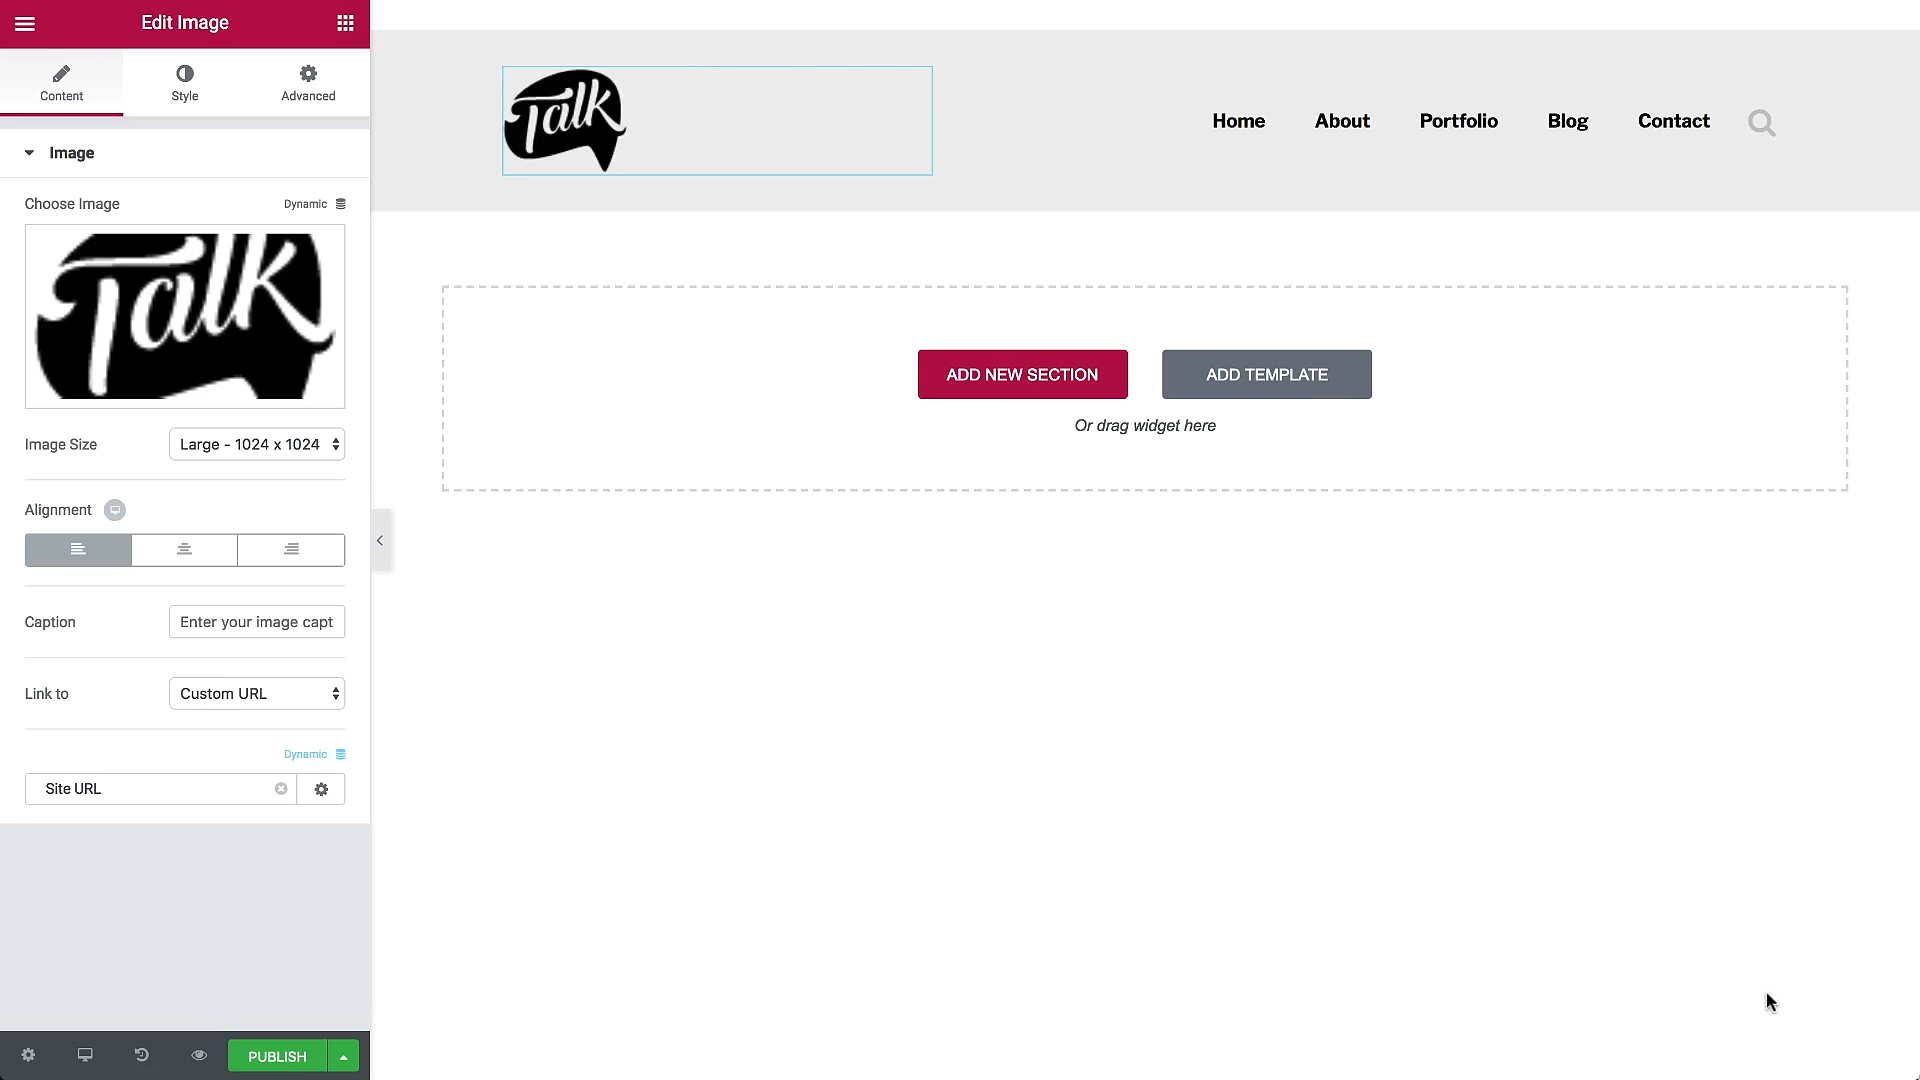 Edit Image
Content
Style
Advanced
Image
Choose Image
Dynamic
Talk
Image Size
Large - 1024 x 1024
Alignment
Caption
Enter your image capt
Link to
Custom URL
Dynamic
Site URL
PUBLISH
Talk
Home
About
Portfolio
Blog
Contact
ADD NEW SECTION
ADD TEMPLATE
Or drag widget here